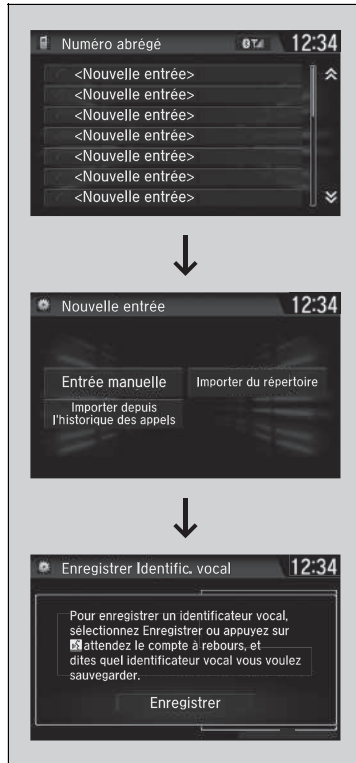 Numéro abrégé 12:34
<Nouvelle entrée>
<Nouvelle entrée>
<Nouvelle entrée>
<Nouvelle entrée>
<Nouvelle entrée>
<Nouvelle entrée>
Nouvelle entrée 12:34
Entrée manuelle Importer du répertoire
Importer depuis
l'historique des appels
Enregistrer Identific. vocal 12:34
Pour enregistrer un identificateur vocal,
sélectionnez Enregistrer ou appuyez sur
attendez le compte à rebours, et
dites quel identificateur vocal vous voulez
sauvegarder.
Enregistrer